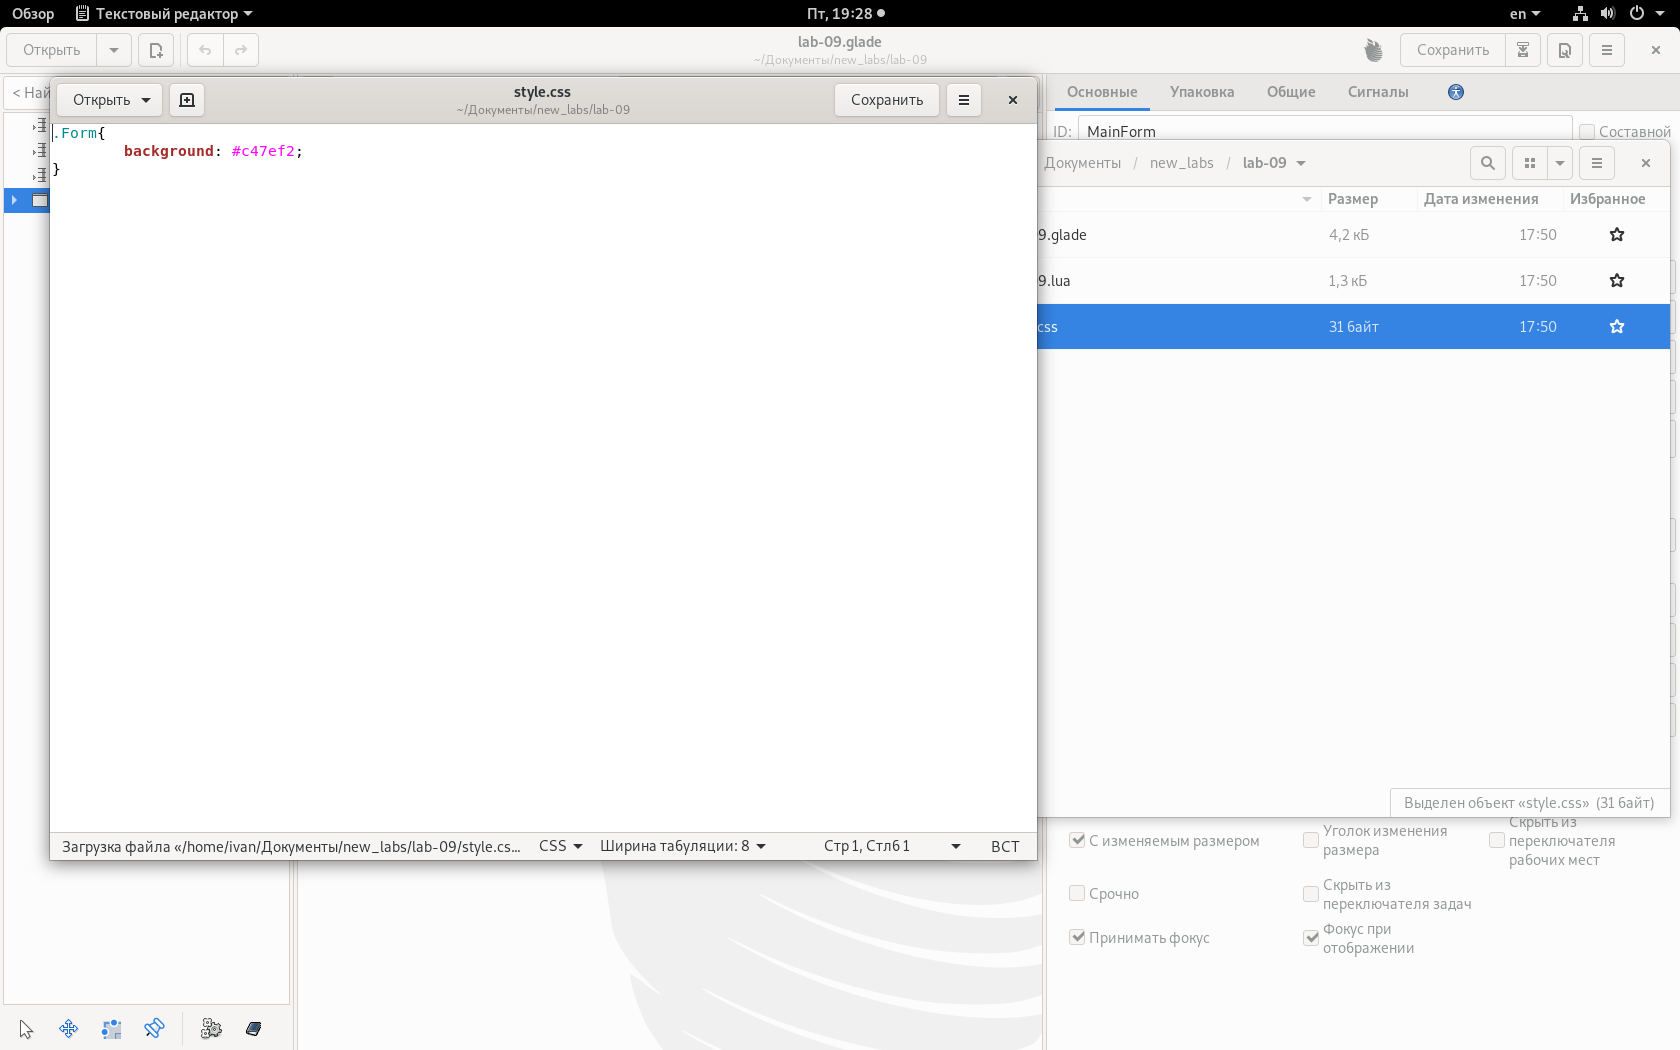 Обзор
Текстовый редактор
Пт, 19:28
en
Открыть
lab-09.glade
~/Документы/new_labs/lab-09
Сохранить
< Най
Открыть
style.css
~/Документы/new_labs/lab-09
Сохранить
.Form{
background: #c47ef2;
}
Загрузка файла «/home/ivan/Документы/new_labs/lab-09/style.cs...
CSS
Ширина табуляции: 8
Стр 1, Стлб 1
ВСТ
Основные
Упаковка
Общие
Сигналы
ID:
MainForm
Составной
Документы / new_labs / lab-09
Размер
Дата изменения
Избранное
9.glade
4,2 кБ
17:50
9.lua
1,3 кБ
17:50
css
31 байт
17:50
Выделен объект «style.css» (31 байт)
С изменяемым размером
Уголок изменения
размера
Скрыть из
переключателя
рабочих мест
Срочно
Скрыть из
переключателя задач
Принимать фокус
Фокус при
отображении